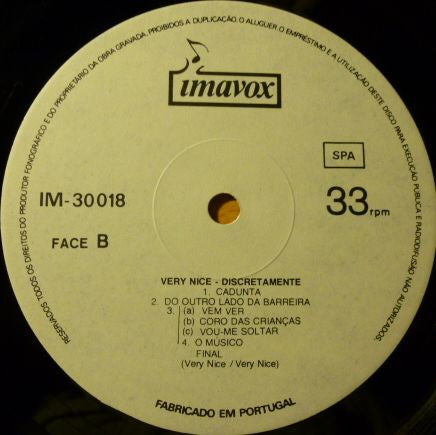 RESERVADOS TODOS OS DIREITOS DO PRODUTOR FONOGRÁFICO E DO PROPRIETÁRIO DA OBRA GRAVADA. PROIBIDOS A DUPLICAÇÃO. O ALUGUER, O EMPRÉSTIMO E A UTILIZAÇÃO DESTE DISCO PARA EXECUÇÃO PÚBLICA E RADIODIFUSÃO NÃO AUTORIZADOS.
imavox
SPA
IM-30018
33 rpm
FACE B
VERY NICE - DISCRETAMENTE
1. CADUNTA
2. DO OUTRO LADO DA BARREIRA
3. (a) VEM VER
(b) CORO DAS CRIANÇAS
(c) VOU-ME SOLTAR
4. O MÚSICO
FINAL
(Very Nice / Very Nice)
FABRICADO EM PORTUGAL